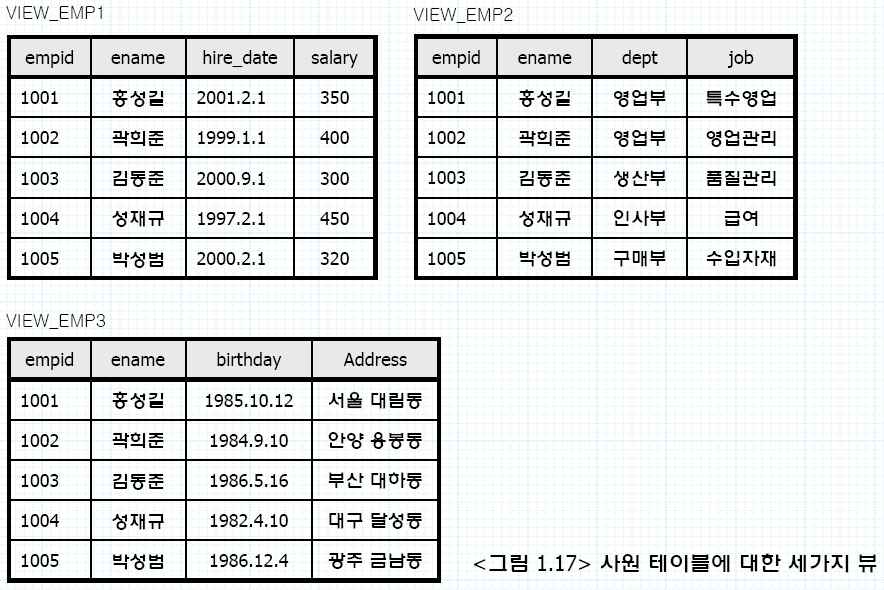 VIEW_EMP1
empid ename hire_date salary
1001 홍성길 2001.2.1 350
1002 곽희준 1999.1.1 400
1003 김동준 2000.9.1 300
1004 성재규 1997.2.1 450
1005 박성범 2000.2.1 320
VIEW_EMP2
empid ename dept job
1001 홍성길 영업부 특수영업
1002 곽희준 영업부 영업관리
1003 김동준 생산부 품질관리
1004 성재규 인사부 급여
1005 박성범 구매부 수입자재
VIEW_EMP3
empid ename birthday Address
1001 홍성길 1985.10.12 서울 대림동
1002 곽희준 1984.9.10 안양 용봉동
1003 김동준 1986.5.16 부산 대하동
1004 성재규 1982.4.10 대구 달성동
1005 박성범 1986.12.4 광주 금남동
<그림 1.17> 사원 테이블에 대한 세가지 뷰